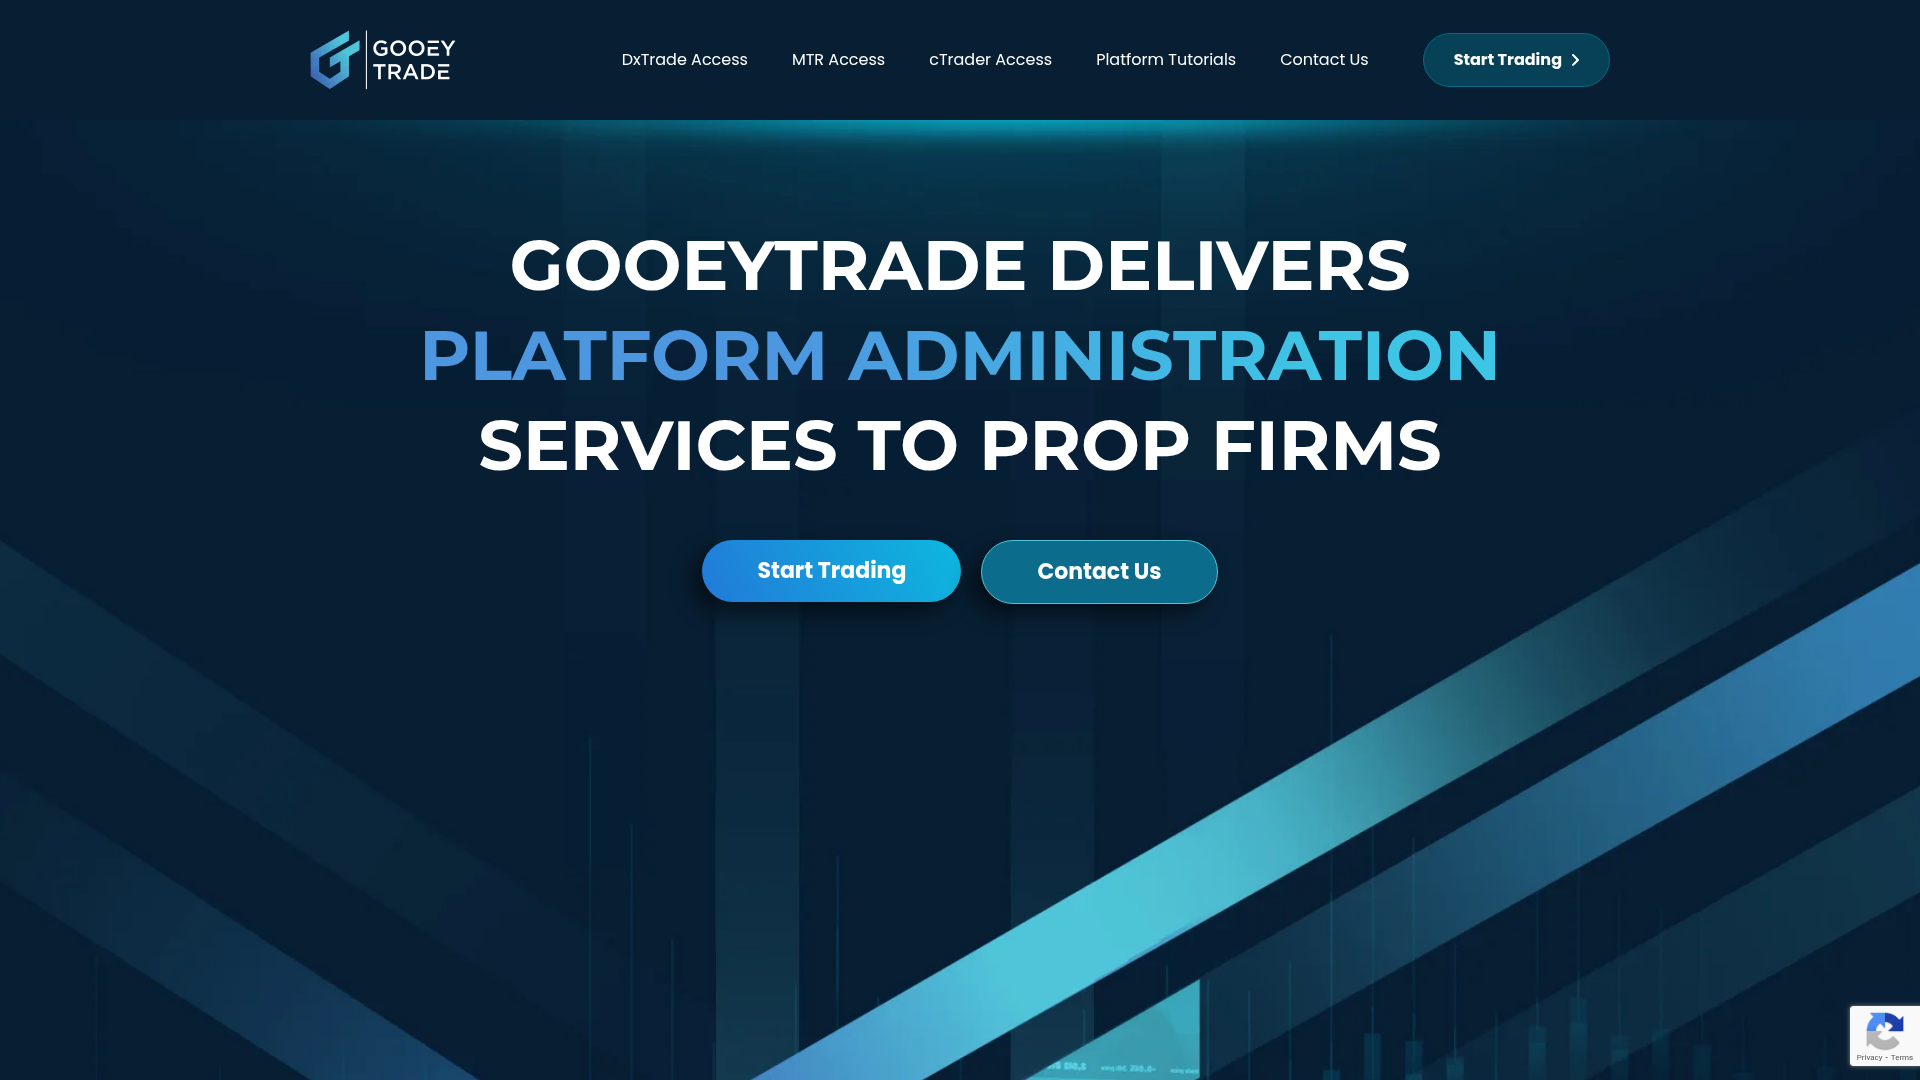 GOOEY
TRADE
DxTrade Access
MTR Access
cTrader Access
Platform Tutorials
Contact Us
Start Trading
GOOEYTRADE DELIVERS
PLATFORM ADMINISTRATION
SERVICES TO PROP FIRMS
Start Trading
Contact Us
Privacy - Terms